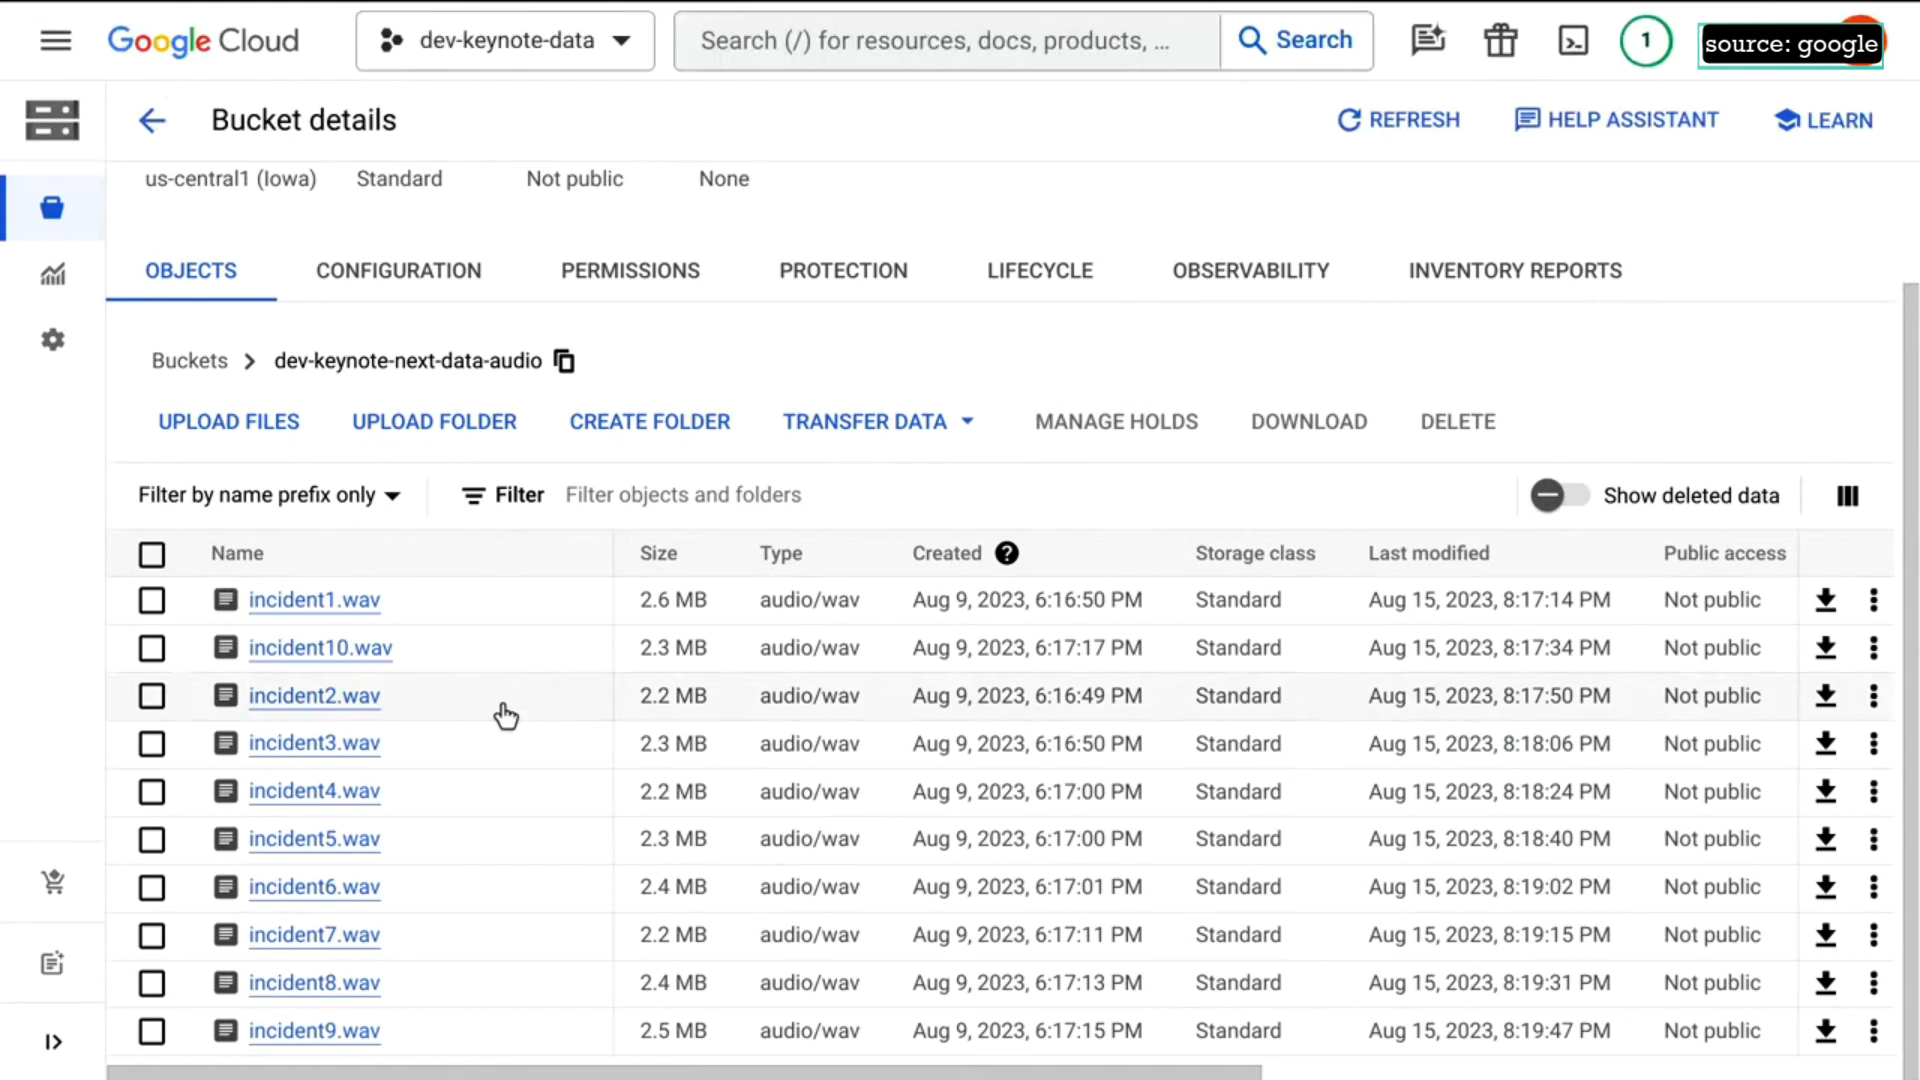 Google Cloud dev-keynote-data Search (/) for resources, docs, products, ... Search 1 source: google
Bucket details REFRESH HELP ASSISTANT LEARN
us-central1 (Iowa) Standard Not public None
OBJECTS CONFIGURATION PERMISSIONS PROTECTION LIFECYCLE OBSERVABILITY INVENTORY REPORTS
Buckets > dev-keynote-next-data-audio
UPLOAD FILES UPLOAD FOLDER CREATE FOLDER TRANSFER DATA MANAGE HOLDS DOWNLOAD DELETE
Filter by name prefix only Filter Filter objects and folders Show deleted data
Name Size Type Created ? Storage class Last modified Public access
incident1.wav 2.6 MB audio/wav Aug 9, 2023, 6:16:50 PM Standard Aug 15, 2023, 8:17:14 PM Not public
incident10.wav 2.3 MB audio/wav Aug 9, 2023, 6:17:17 PM Standard Aug 15, 2023, 8:17:34 PM Not public
incident2.wav 2.2 MB audio/wav Aug 9, 2023, 6:16:49 PM Standard Aug 15, 2023, 8:17:50 PM Not public
incident3.wav 2.3 MB audio/wav Aug 9, 2023, 6:16:50 PM Standard Aug 15, 2023, 8:18:06 PM Not public
incident4.wav 2.2 MB audio/wav Aug 9, 2023, 6:17:00 PM Standard Aug 15, 2023, 8:18:24 PM Not public
incident5.wav 2.3 MB audio/wav Aug 9, 2023, 6:17:00 PM Standard Aug 15, 2023, 8:18:40 PM Not public
incident6.wav 2.4 MB audio/wav Aug 9, 2023, 6:17:01 PM Standard Aug 15, 2023, 8:19:02 PM Not public
incident7.wav 2.2 MB audio/wav Aug 9, 2023, 6:17:11 PM Standard Aug 15, 2023, 8:19:15 PM Not public
incident8.wav 2.4 MB audio/wav Aug 9, 2023, 6:17:13 PM Standard Aug 15, 2023, 8:19:31 PM Not public
incident9.wav 2.5 MB audio/wav Aug 9, 2023, 6:17:15 PM Standard Aug 15, 2023, 8:19:47 PM Not public